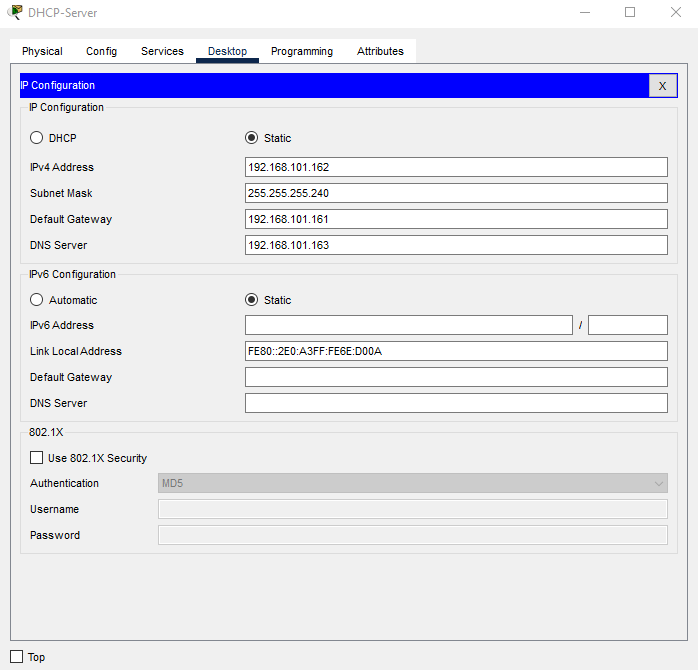 DHCP-Server
Physical Config Services Desktop Programming Attributes
IP Configuration X
IP Configuration
DHCP Static
IPv4 Address 192.168.101.162
Subnet Mask 255.255.255.240
Default Gateway 192.168.101.161
DNS Server 192.168.101.163
IPv6 Configuration
Automatic Static
IPv6 Address /
Link Local Address FE80::2E0:A3FF:FE6E:D00A
Default Gateway
DNS Server
802.1X
Use 802.1X Security
Authentication MD5
Username
Password
Top